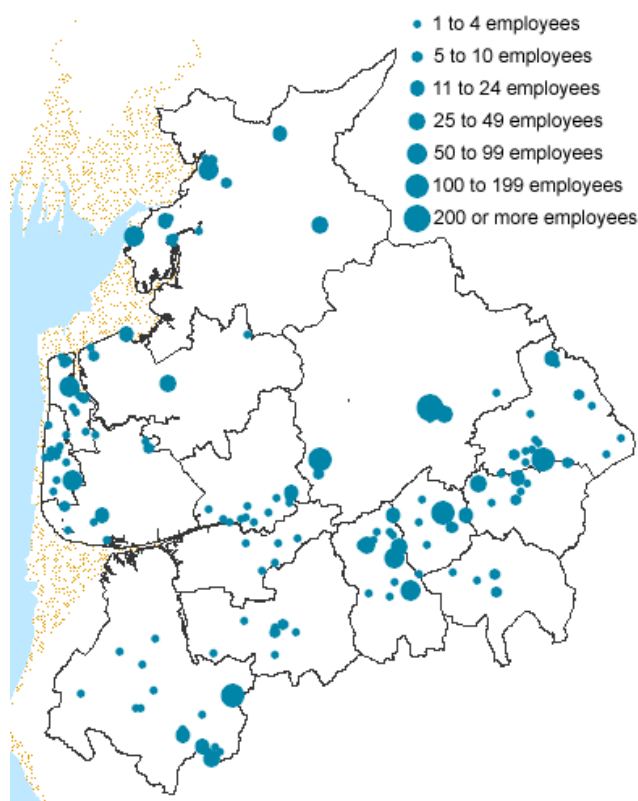 1 to 4 employees
5 to 10 employees
11 to 24 employees
25 to 49 employees
50 to 99 employees
100 to 199 employees
200 or more employees